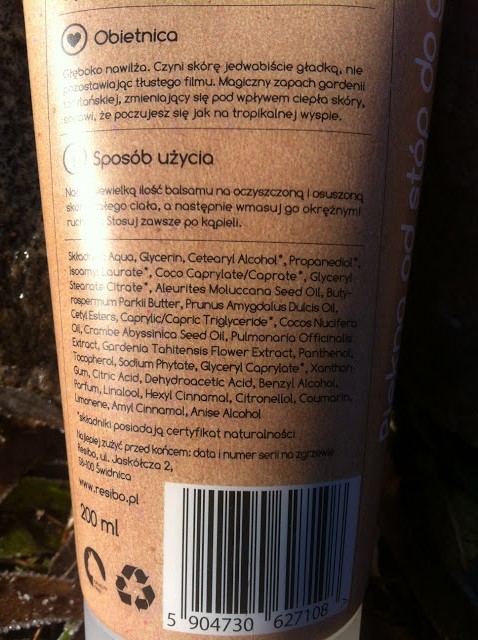 Obietnica
Głęboko nawilża. Czyni skórę jedwabiście gładką, nie
pozostawiając tłustego filmu. Magiczny zapach gardenii
zmieniający się pod wpływem ciepła skóry,
że poczujesz się jak na tropikalnej wyspie.
Sposób użycia
niewielką ilość balsamu na oczyszczoną i osuszoną
całego ciała, a następnie wmasuj go okrężnymi
Stosuj zawsze po kąpieli.
Aqua, Glycerin, Cetearyl Alcohol*, Propanediol*,
Isoamyl Laurate*, Coco Caprylate/Caprate*, Glyceryl
Stearate Citrate*, Aleurites Moluccana Seed Oil, Buty-
rospermum Parkii Butter, Prunus Amygdalus Dulcis Oil,
Cetyl Esters, Caprylic/Capric Triglyceride*, Cocos Nucifera
Oil, Crambe Abyssinica Seed Oil, Pulmonaria Officinalis
Extract, Gardenia Tahitensis Flower Extract, Panthenol,
Tocopherol, Sodium Phytate, Glyceryl Caprylate*, Xanthan
Gum, Citric Acid, Dehydroacetic Acid, Benzyl Alcohol,
Parfum, Linalool, Hexyl Cinnamal, Citronellol, Coumarin,
Limonene, Amyl Cinnamal, Anise Alcohol
*składniki posiadają certyfikat naturalności
Najlepiej zużyć przed końcem: data i numer serii na zgrzewie
Resibo, ul. Jaskółcza 2,
58-100 Świdnica
www.resibo.pl
200 ml
5 904730 627108
piękna od stóp do g